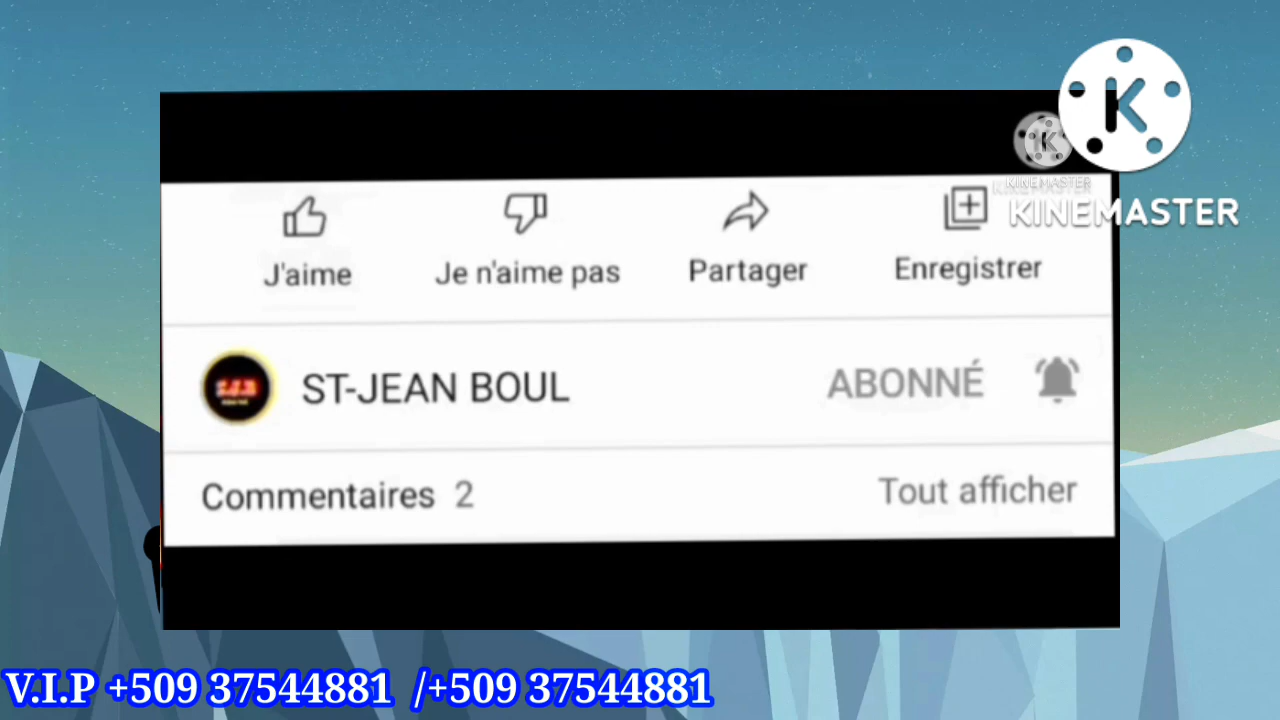 KINEMASTER
KINEMASTER
J'aime
Je n'aime pas
Partager
Enregistrer
ST-JEAN BOUL
ABONNÉ
Commentaires 2
Tout afficher
V.I.P +509 37544881 /+509 37544881